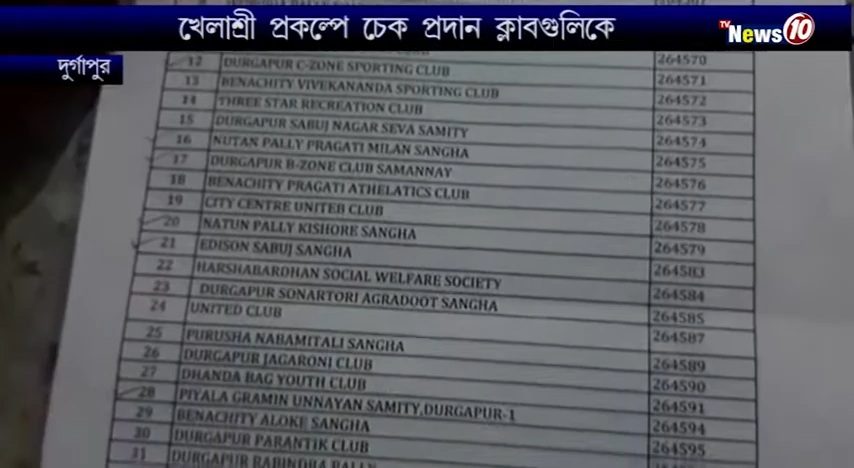 খেলাশ্রী প্রকল্পে চেক প্রদান ক্লাবগুলিকে
TV News 10
দুর্গাপুর
264570
12 DURGAPUR C-ZONE SPORTING CLUB 264571
13 BENACHITY VIVEKANANDA SPORTING CLUB 264572
14 THREE STAR RECREATION CLUB 264573
15 DURGAPUR SABUJ NAGAR SEVA SAMITY 264574
16 NUTAN PALLY PRAGATI MILAN SANGHA 264575
17 DURGAPUR B-ZONE CLUB SAMANNAY 264576
18 BENACHITY PRAGATI ATHELATICS CLUB 264577
19 CITY CENTRE UNITEB CLUB 264578
20 NATUN PALLY KISHORE SANGHA 264579
21 EDISON SABUJ SANGHA 264583
22 HARSHABARDHAN SOCIAL WELFARE SOCIETY 264584
23 DURGAPUR SONARTORI AGRADOOT SANGHA 264585
24 UNITED CLUB 264587
25 PURUSHA NABAMITALI SANGHA 264589
26 DURGAPUR JAGARONI CLUB 264590
27 DHANDA BAG YOUTH CLUB 264591
28 PIYALA GRAMIN UNNAYAN SAMITY,DURGAPUR-1 264594
29 BENACHITY ALOKE SANGHA 264595
30 DURGAPUR PARANTIK CLUB
31 DURGAPUR RABINDRA PALLY